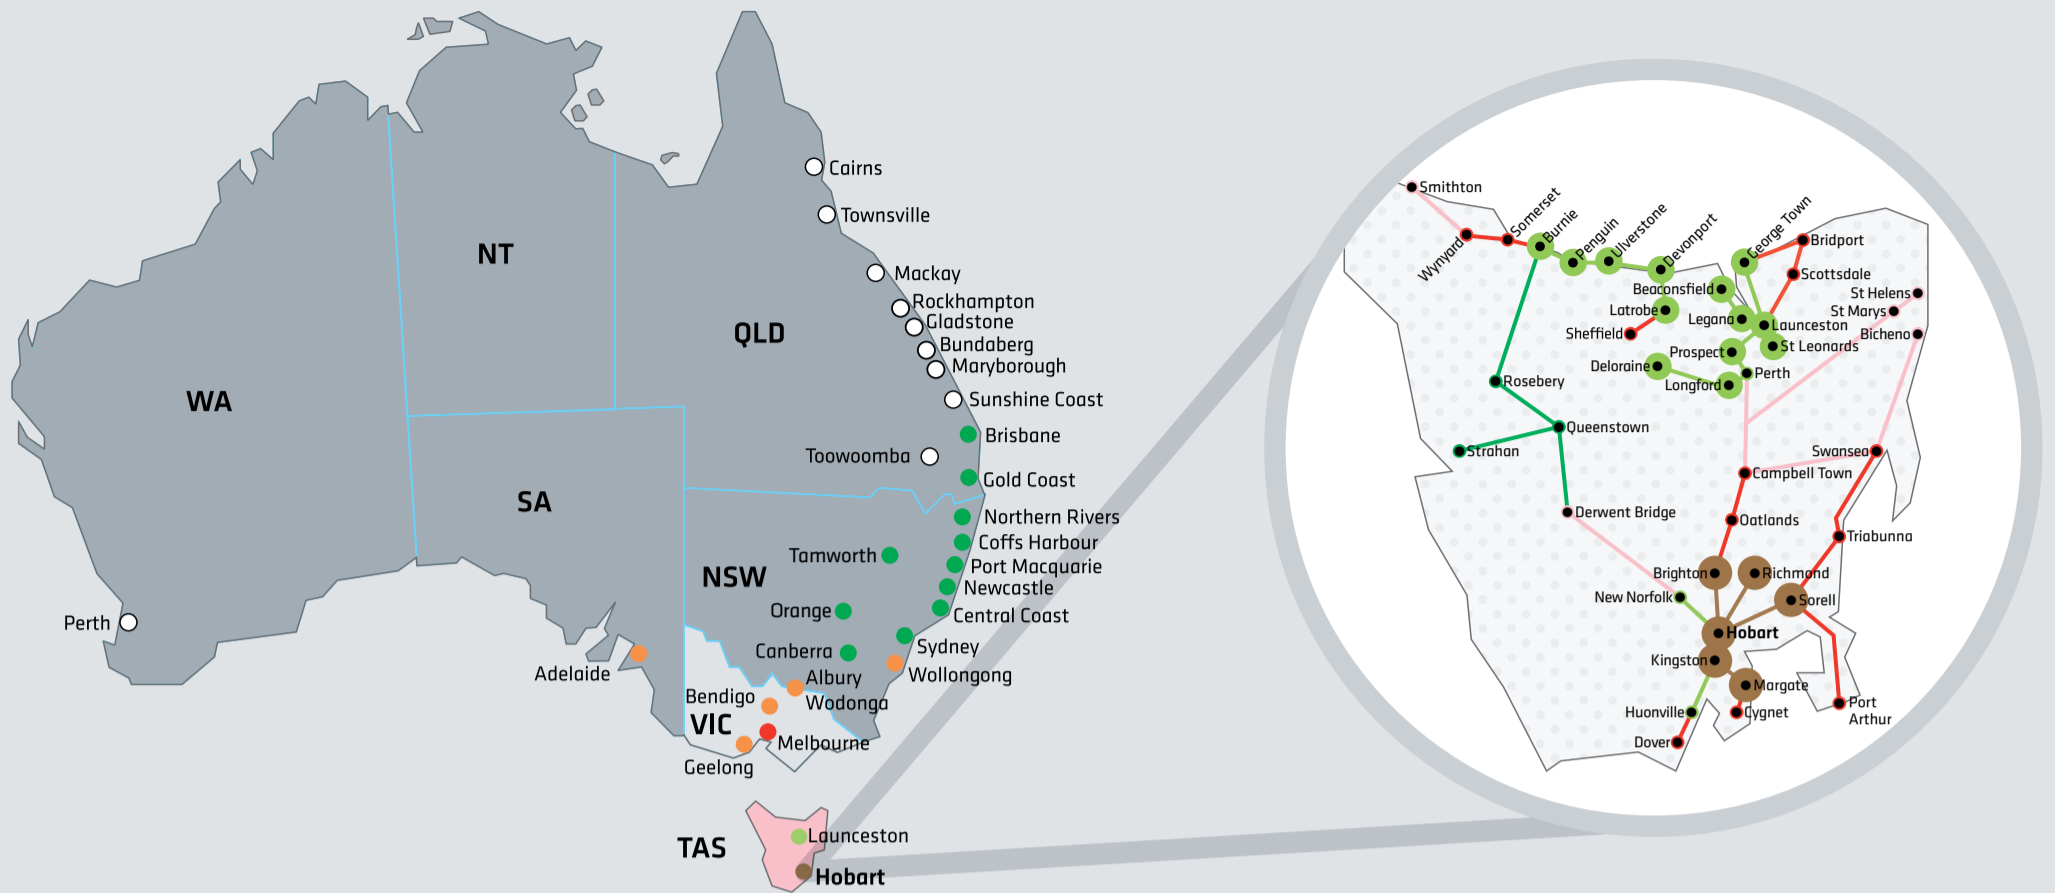 NT
WA
QLD
SA
NSW
VIC
TAS
Cairns
Townsville
Mackay
Rockhampton
Gladstone
Bundaberg
Maryborough
Sunshine Coast
Brisbane
Toowoomba
Gold Coast
Northern Rivers
Coffs Harbour
Tamworth
Port Macquarie
Newcastle
Orange
Central Coast
Sydney
Canberra
Wollongong
Perth
Adelaide
Albury
Wodonga
Bendigo
Melbourne
Geelong
Launceston
Hobart
Smithton
Wynyard
Somerset
Burnie
Penguin
Ulverstone
Devonport
George Town
Bridport
Scottsdale
Beaconsfield
St Helens
Latrobe
Legana
St Marys
Sheffield
Launceston
Bicheno
Prospect
St Leonards
Deloraine
Perth
Longford
Rosebery
Queenstown
Strahan
Swansea
Campbell Town
Derwent Bridge
Oatlands
Triabunna
Brighton
Richmond
New Norfolk
Sorell
Hobart
Kingston
Margate
Huonville
Cygnet
Port
Arthur
Dover